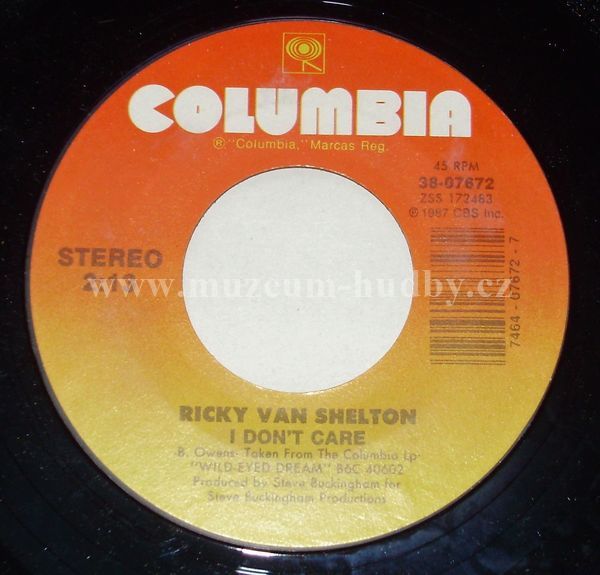 COLUMBIA
® "Columbia," Marcas Reg.
45 RPM
38-07672
ZSS 172463
© 1987 CBS Inc.
STEREO
www.muzeum-hudby.cz
7464-07672-7
RICKY VAN SHELTON
I DON'T CARE
-B. Owens- Taken From The Columbia Lp-
"WILD-EYED DREAM" B6C 40602
Produced by Steve Buckingham for
Steve Buckingham Productions